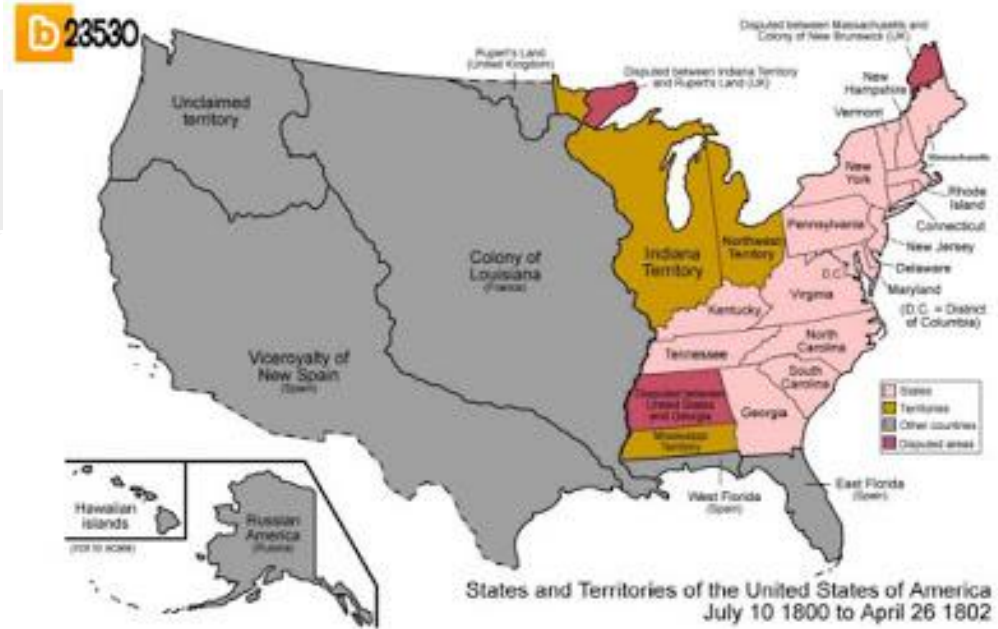 b 23530
Disputed between Massachusetts and
Colony of New Brunswick (UK)
Rupert's Land
(United Kingdom)
Disputed between Indiana Territory
and Rupert's Land (UK)
New
Hampshire
Vermont
Unclaimed
territory
Massachusetts
New
York
Rhode
Island
Connecticut
Pennsylvania
New Jersey
Northwest
Territory
Indiana
Territory
Colony of
Louisiana
(France)
D.C.
Delaware
Maryland
(D.C. = District
of Columbia)
Virginia
Kentucky
North
Carolina
Tennessee
South
Carolina
Viceroyalty of
New Spain
(Spain)
Disputed between
United States
and Georgia
Georgia
Mississippi
Territory
States
Territories
Other countries
Disputed areas
West Florida
(Spain)
East Florida
(Spain)
Hawaiian
islands
(not to scale)
Russian
America
(Russia)
States and Territories of the United States of America
July 10 1800 to April 26 1802